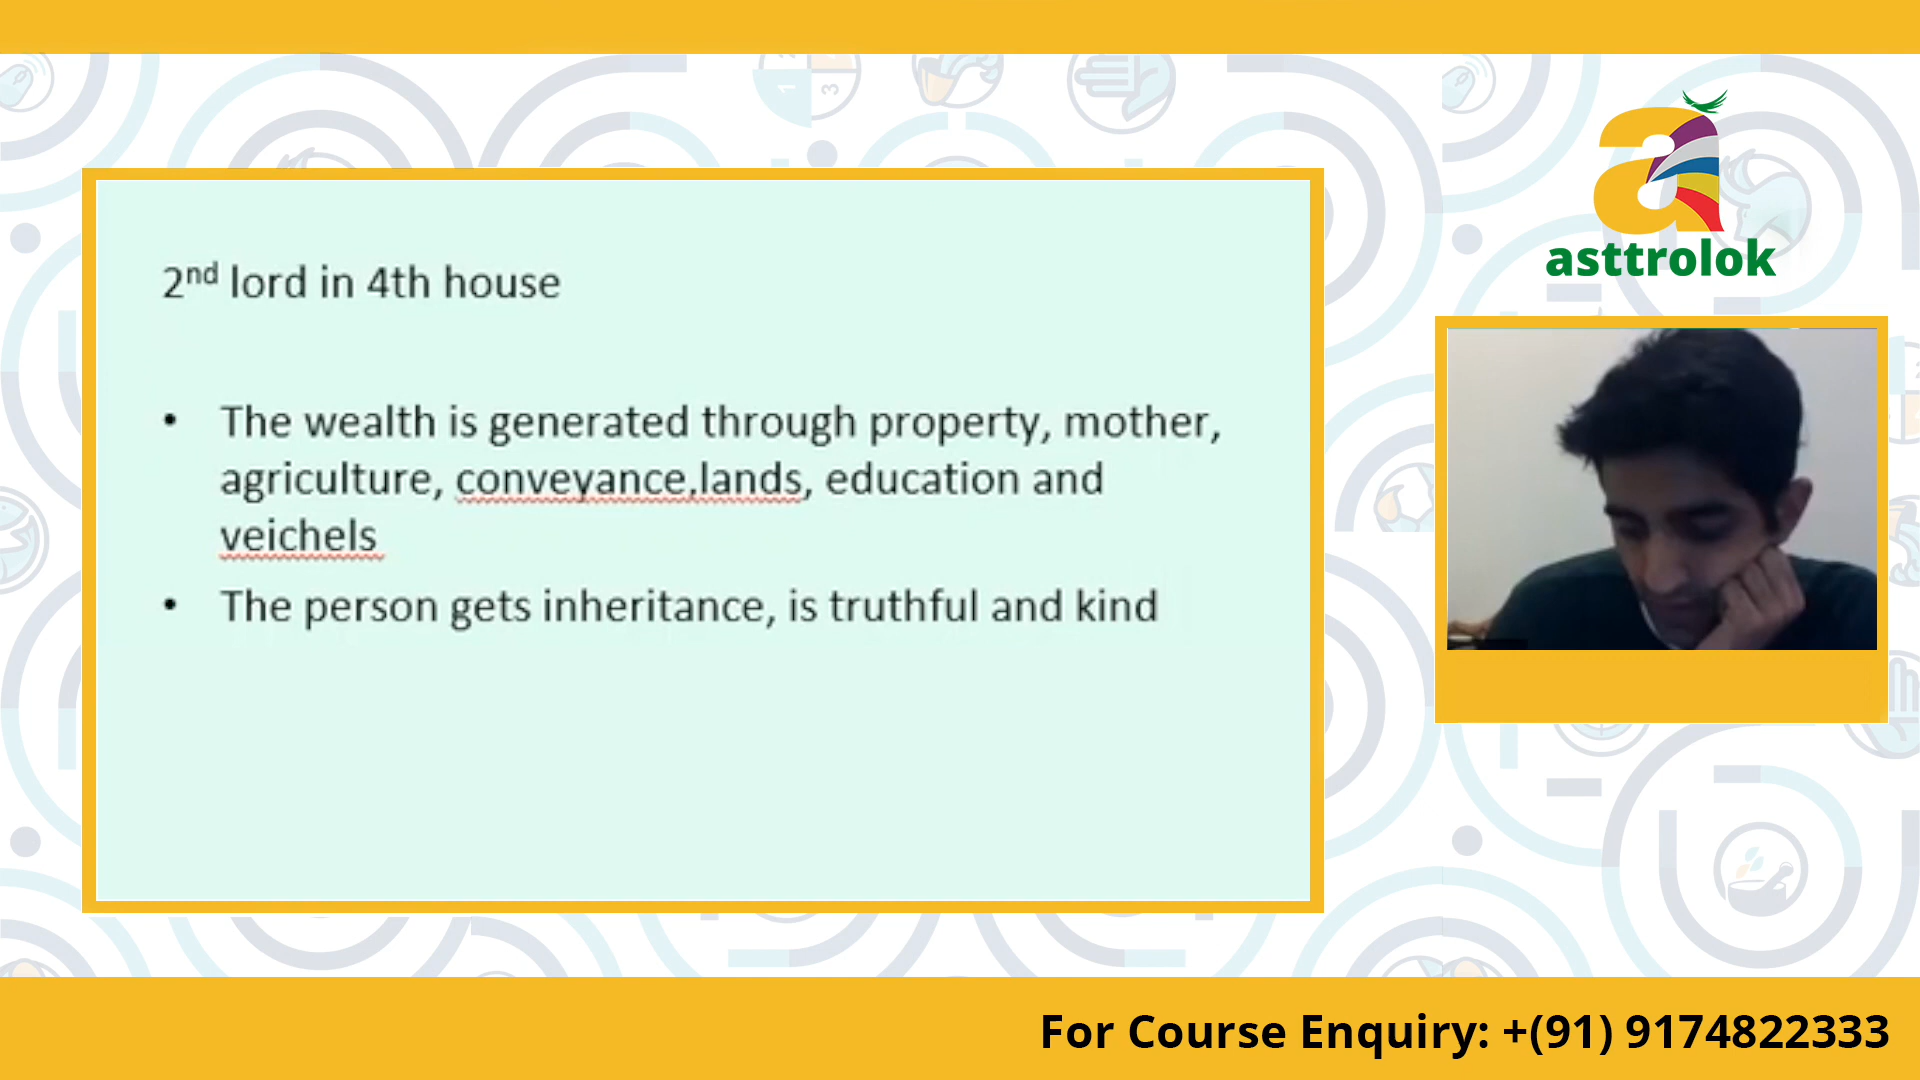 asttrolok
2nd lord in 4th house
• The wealth is generated through property, mother,
agriculture, conveyance,lands, education and
veichels
• The person gets inheritance, is truthful and kind
For Course Enquiry: +(91) 9174822333